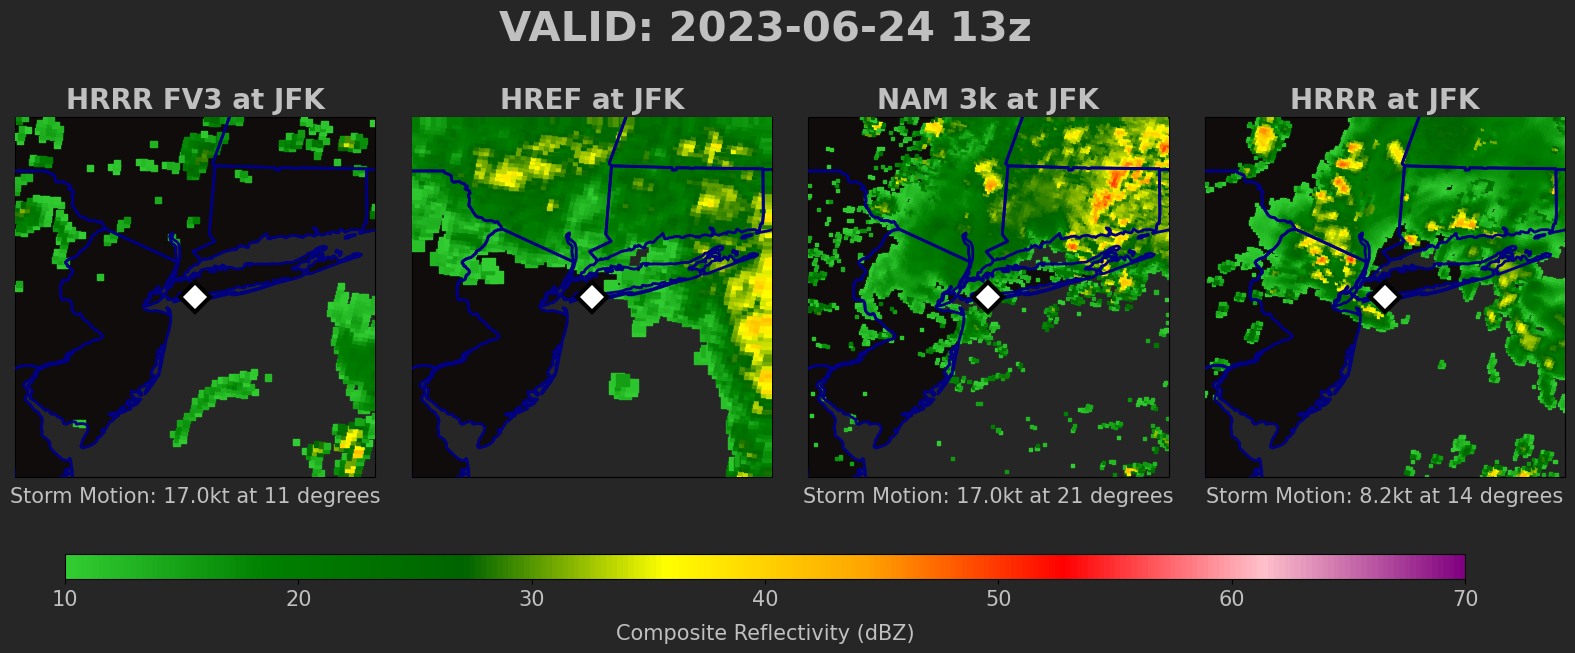 VALID: 2023-06-24 13z
HRRR FV3 at JFK
HREF at JFK
NAM 3k at JFK
HRRR at JFK
Storm Motion: 17.0kt at 11 degrees
Storm Motion: 17.0kt at 21 degrees
Storm Motion: 8.2kt at 14 degrees
10 20 30 40 50 60 70
Composite Reflectivity (dBZ)